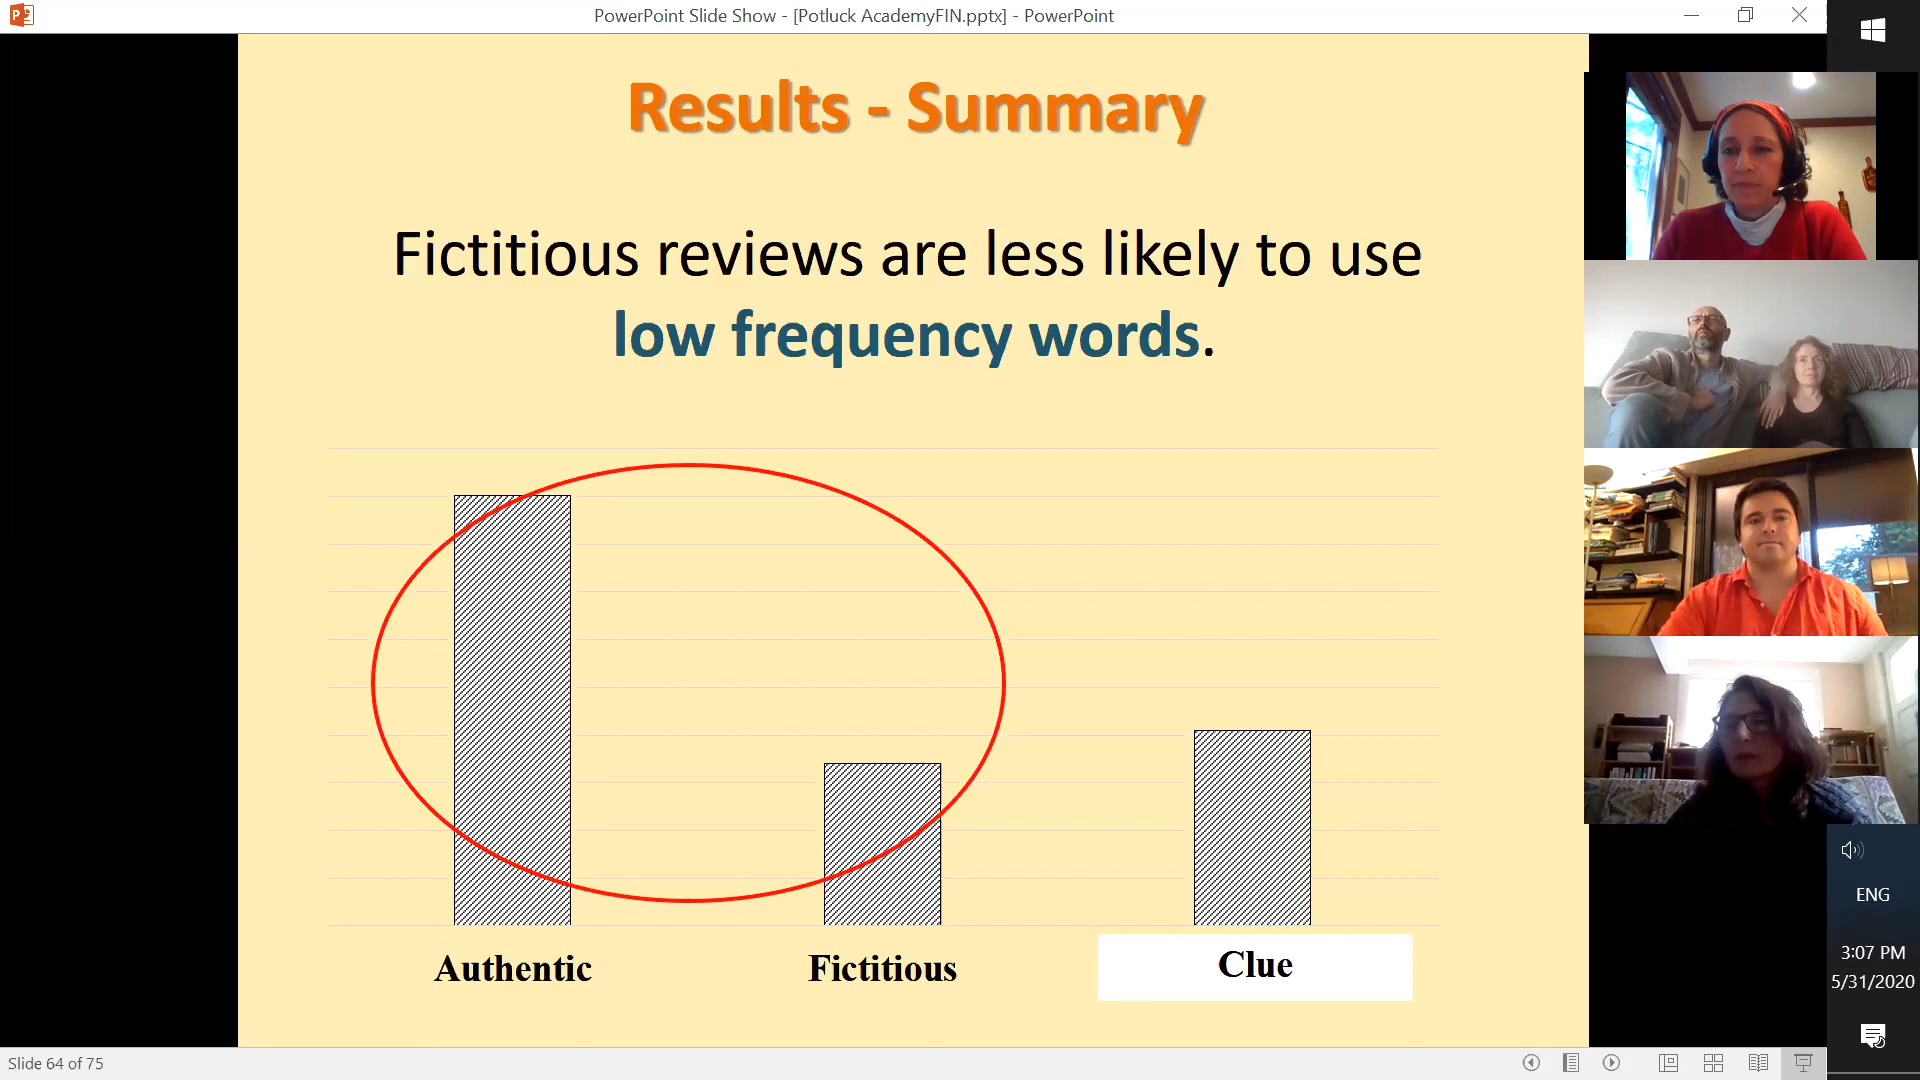 PowerPoint Slide Show - [Potluck AcademyFIN.pptx] - PowerPoint
Results - Summary
Fictitious reviews are less likely to use
low frequency words.
Authentic
Fictitious
Clue
ENG
3:07 PM
5/31/2020
Slide 64 of 75